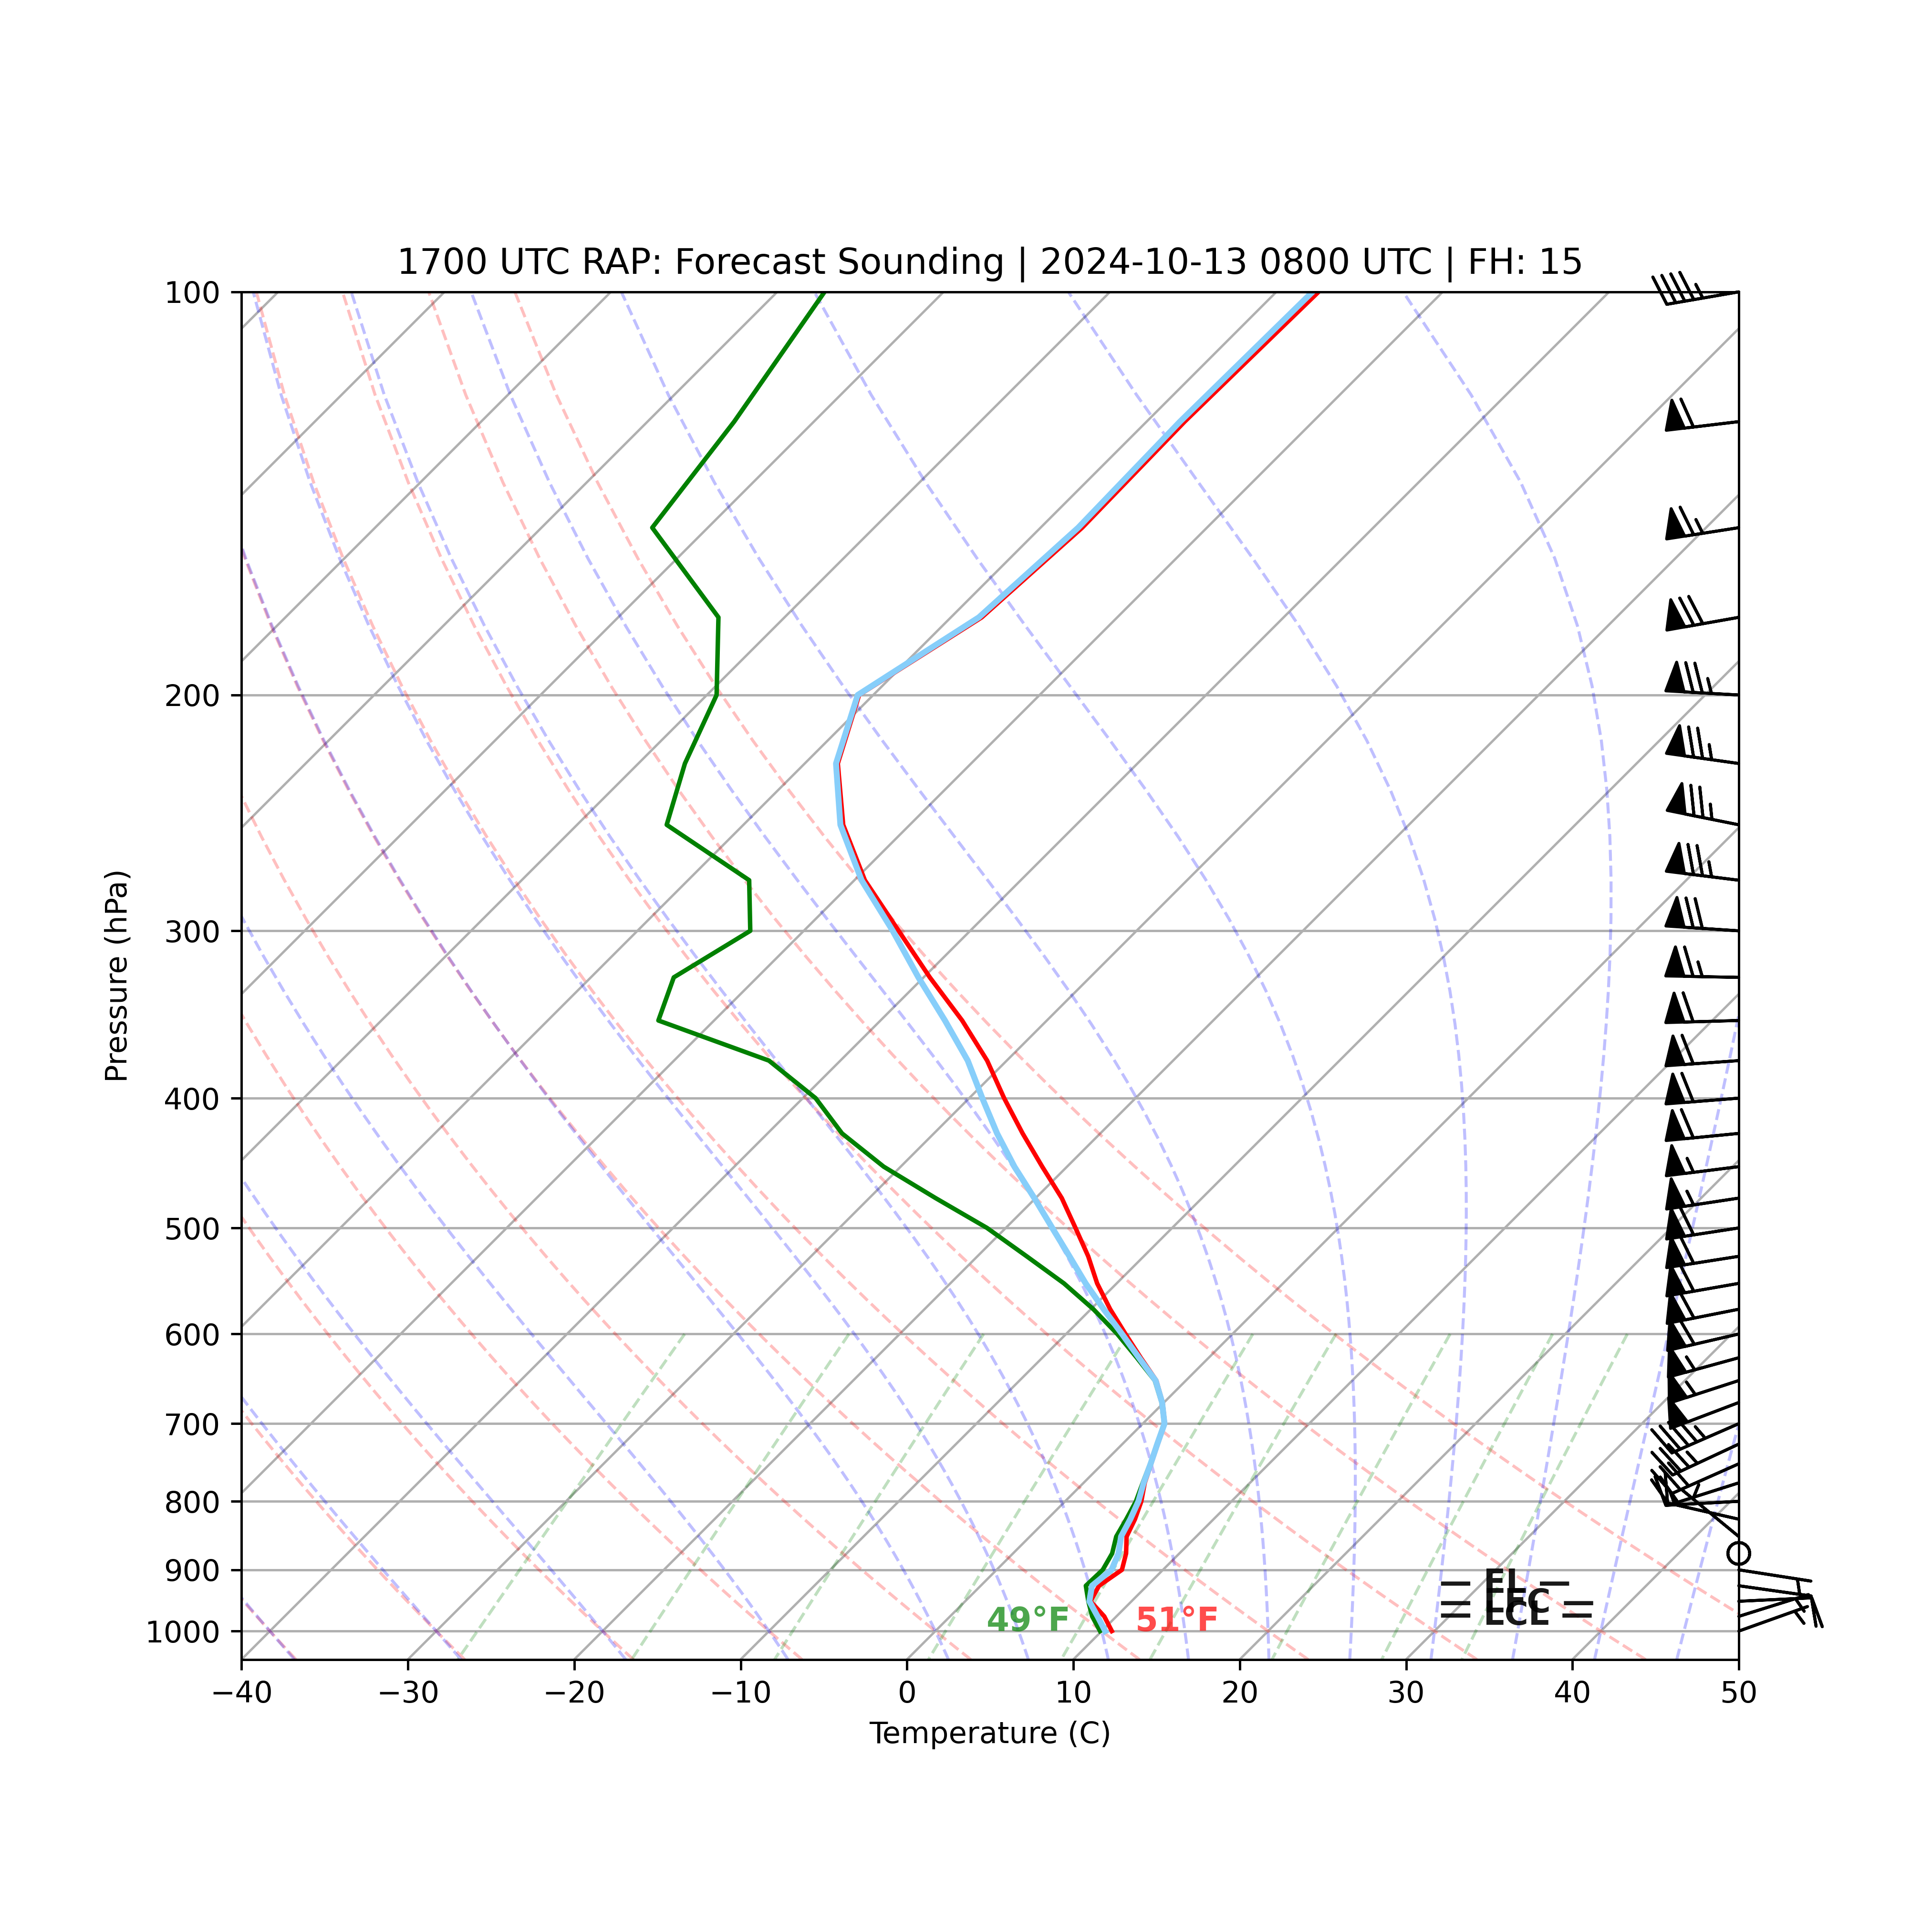 1700 UTC RAP: Forecast Sounding | 2024-10-13 0800 UTC | FH: 15
100
200
300
400
500
600
700
800
900
1000
Pressure (hPa)
— EL —
— LFC —
— LCL —
49°F
51°F
−40
−30
−20
−10
0
10
20
30
40
50
Temperature (C)